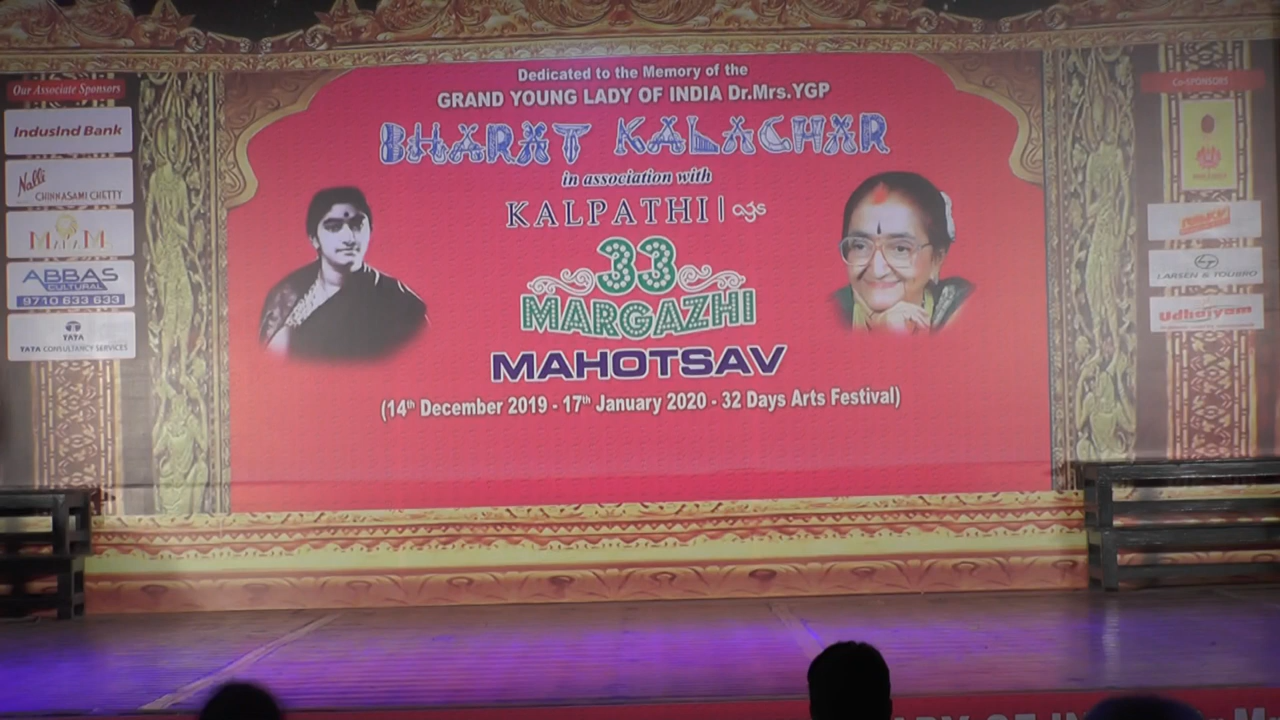 Our Associate Sponsors
IndusInd Bank
Nalli
CHINNASAMI CHETTY
ABBAS
CULTURAL
9710 633 633
TATA
TATA CONSULTANCY SERVICES
Dedicated to the Memory of the
GRAND YOUNG LADY OF INDIA Dr.Mrs.YGP
BHARAT KALACHAR
in association with
KALPATHI | ags
33
MARGAZHI
MAHOTSAV
(14th December 2019 - 17th January 2020 - 32 Days Arts Festival)
Co-SPONSORS
LARSEN & TOUBRO
Udhaiyam